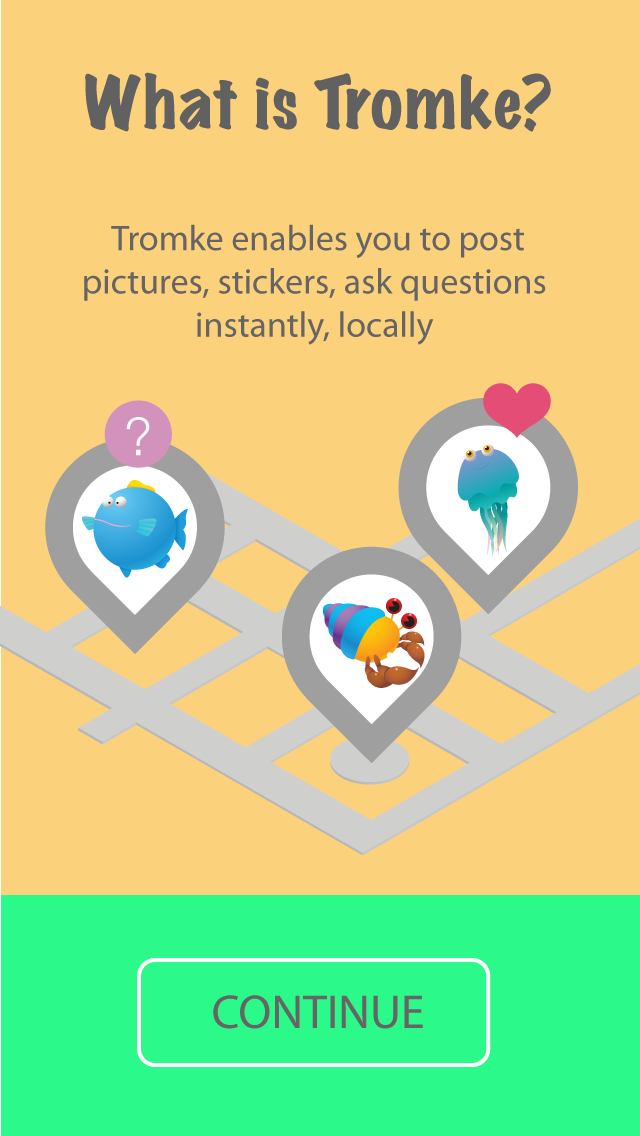 What is Tromke?
Tromke enables you to post
pictures, stickers, ask questions
instantly, locally
?
CONTINUE